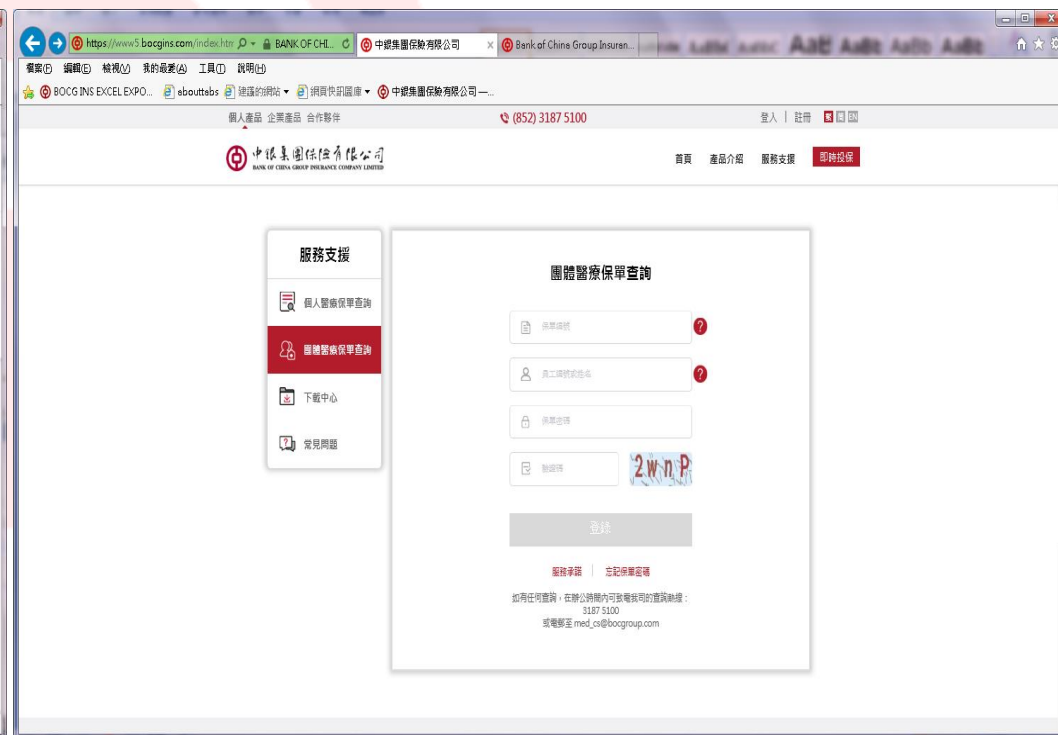 https://www5.bocgins.com/index.htm
BANK OF CHI...
中銀集團保險有限公司
Bank of China Group Insuran...
檔案(F) 編輯(E) 檢視(V) 我的最愛(A) 工具(T) 說明(H)
BOCG INS EXCEL EXPO... abouttabs 建議的網站 網頁快訊圖庫 中銀集團保險有限公司 —...
個人產品 企業產品 合作夥伴
(852) 3187 5100
登入 | 註冊 繁 简 EN
中銀集團保險有限公司
BANK OF CHINA GROUP INSURANCE COMPANY LIMITED
首頁 產品介紹 服務支援 即時投保
服務支援
個人醫療保單查詢
團體醫療保單查詢
下載中心
常見問題
團體醫療保單查詢
保單編號
員工編號或姓名
保單密碼
驗證碼
2wnP
登錄
服務承諾 | 忘記保單密碼
如有任何查詢，在辦公時間內可致電我司的查詢熱線：
3187 5100
或電郵至 med_cs@bocgroup.com